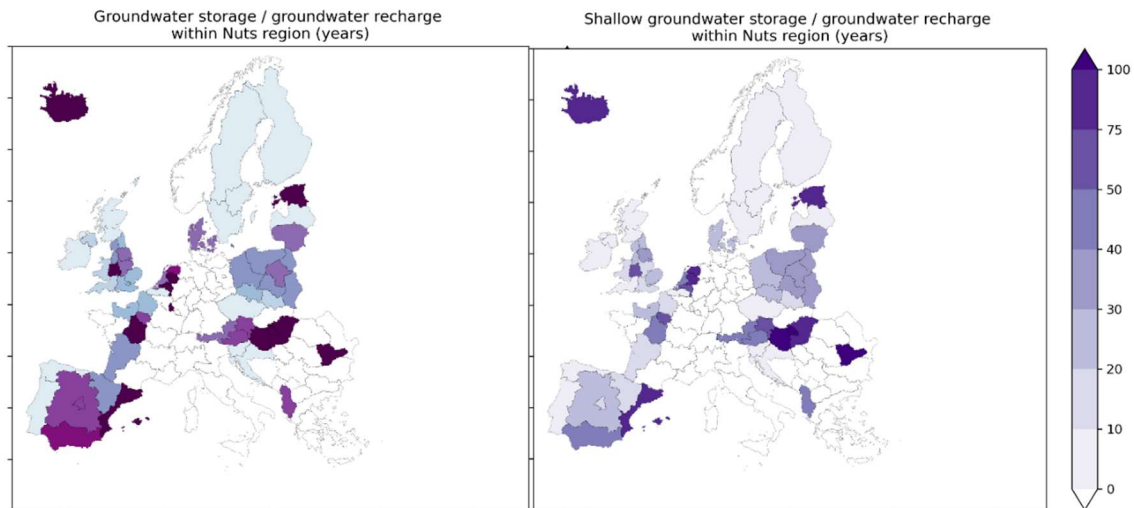 Groundwater storage / groundwater recharge
within Nuts region (years)
Shallow groundwater storage / groundwater recharge
within Nuts region (years)
100
75
50
40
30
20
10
0